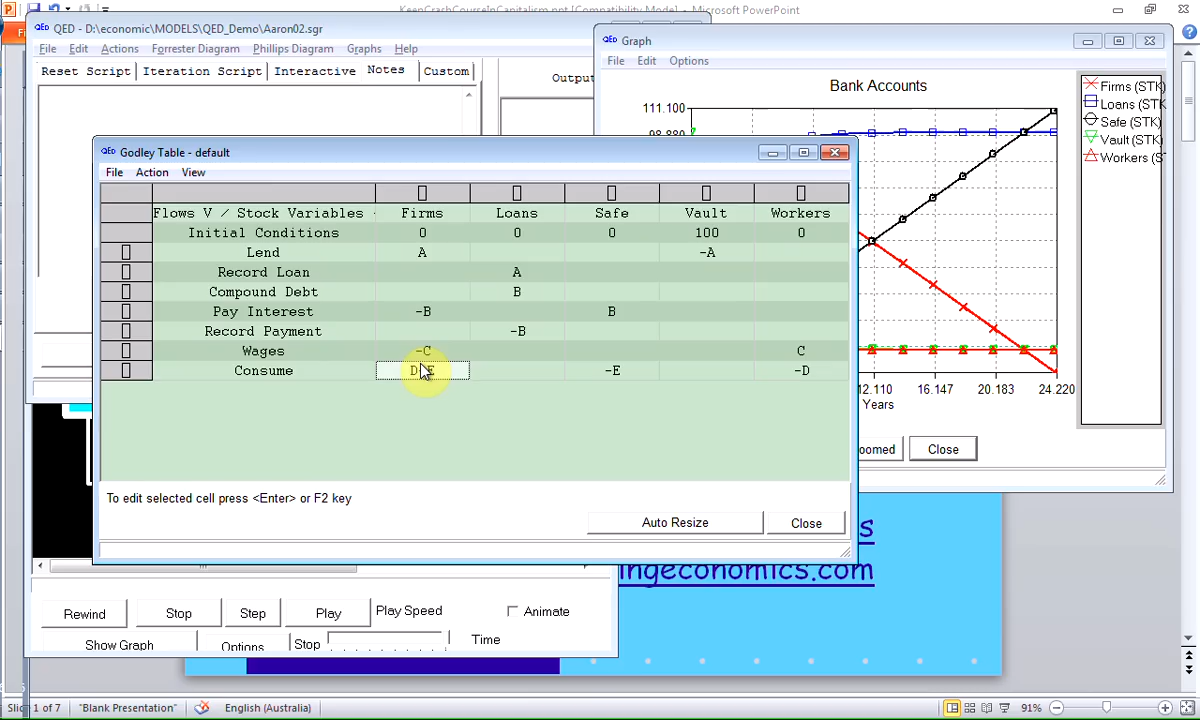 KeenCrashCourseInCapitalism.ppt [Compatibility Mode] - Microsoft PowerPoint
QED - D:\economic\MODELS\QED_Demo\Aaron02.sgr
File Edit Actions Forrester Diagram Phillips Diagram Graphs Help
Reset Script Iteration Script Interactive Notes Custom
Output
Graph
File Edit Options
Bank Accounts
111.100
98.880
Firms (STK)
Loans (STK)
Safe (STK)
Vault (STK)
Workers (S
12.110 16.147 20.183 24.220
Years
oomed Close
Godley Table - default
File Action View
Flows V / Stock Variables - Firms Loans Safe Vault Workers
Initial Conditions 0 0 0 100 0
Lend A -A
Record Loan A
Compound Debt B
Pay Interest -B B
Record Payment -B
Wages -C C
Consume D E -E -D
To edit selected cell press <Enter> or F2 key
Auto Resize Close
s
ingeconomics.com
Rewind Stop Step Play Play Speed Animate
Show Graph Options Stop Time
Slide 1 of 7 "Blank Presentation" English (Australia) 91%